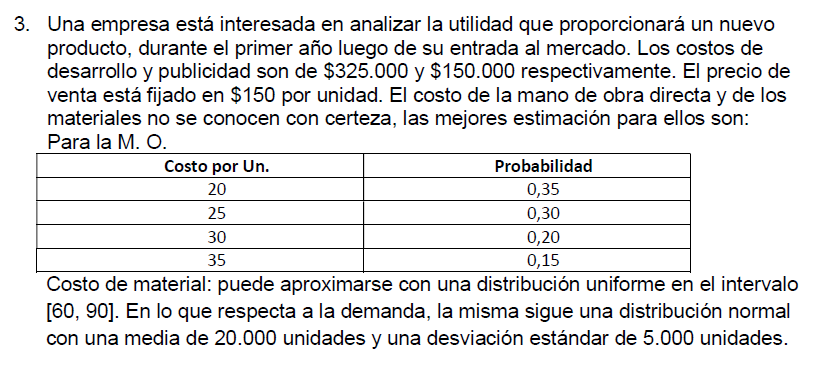 3. Una empresa está interesada en analizar la utilidad que proporcionará un nuevo
producto, durante el primer año luego de su entrada al mercado. Los costos de
desarrollo y publicidad son de $325.000 y $150.000 respectivamente. El precio de
venta está fijado en $150 por unidad. El costo de la mano de obra directa y de los
materiales no se conocen con certeza, las mejores estimación para ellos son:
Para la M. O.
Costo por Un. Probabilidad
20 0,35
25 0,30
30 0,20
35 0,15
Costo de material: puede aproximarse con una distribución uniforme en el intervalo
[60, 90]. En lo que respecta a la demanda, la misma sigue una distribución normal
con una media de 20.000 unidades y una desviación estándar de 5.000 unidades.